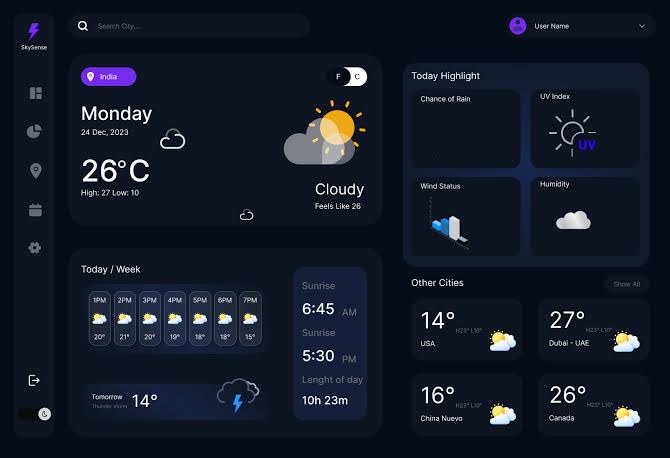 SkySense
Search City....
User Name
India
F C
Monday
24 Dec, 2023
26°C
High: 27 Low: 10
Cloudy
Feels Like 26
Today Highlight
Chance of Rain
UV Index
UV
Wind Status
Humidity
Today / Week
1PM 2PM 3PM 4PM 5PM 6PM 7PM
20° 21° 20° 19° 18° 18° 15°
Tomorrow
Thunder storm
14°
Sunrise
6:45 AM
Sunrise
5:30 PM
Lenght of day
10h 23m
Other Cities
Show All
14°
H23° L10°
USA
27°
H23° L10°
Dubai - UAE
16°
H23° L10°
China Nuevo
26°
H23° L10°
Canada